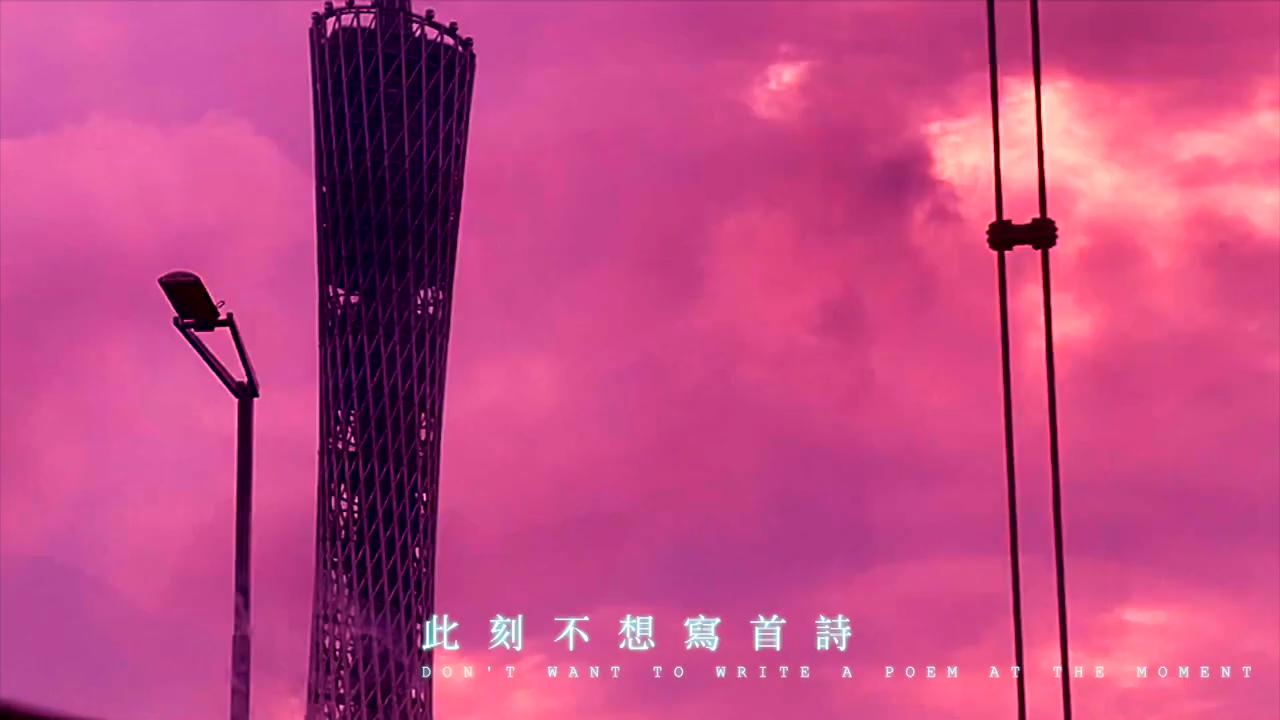 此刻不想寫首詩
DON'T WANT TO WRITE A POEM AT THE MOMENT